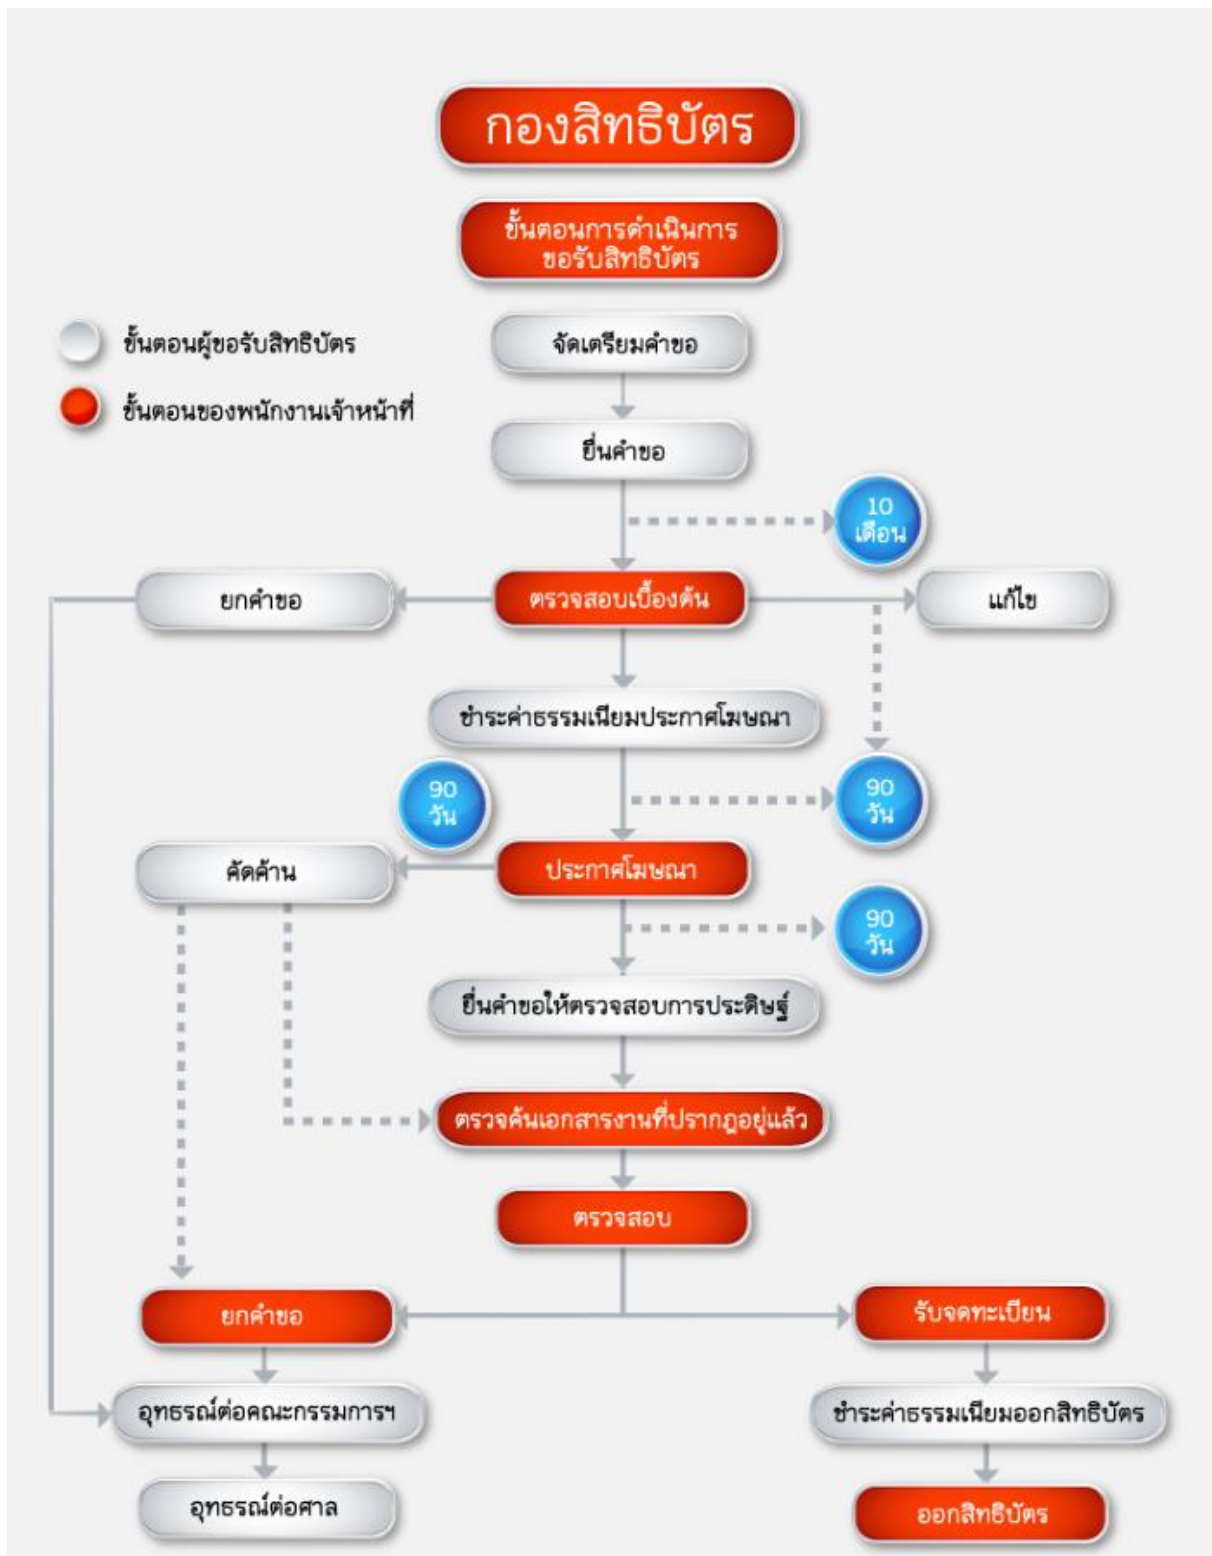 กองสิทธิบัตร
ขั้นตอนการดำเนินการ
ขอรับสิทธิบัตร
ขั้นตอนผู้ขอรับสิทธิบัตร
ขั้นตอนของพนักงานเจ้าหน้าที่
จัดเตรียมคำขอ
ยื่นคำขอ
10
เดือน
ยกคำขอ
ตรวจสอบเบื้องต้น
แก้ไข
ชำระค่าธรรมเนียมประกาศโฆษณา
90
วัน
90
วัน
คัดค้าน
ประกาศโฆษณา
90
วัน
ยื่นคำขอให้ตรวจสอบการประดิษฐ์
ตรวจค้นเอกสารงานที่ปรากฏอยู่แล้ว
ตรวจสอบ
ยกคำขอ
รับจดทะเบียน
อุทธรณ์ต่อคณะกรรมการฯ
ชำระค่าธรรมเนียมออกสิทธิบัตร
อุทธรณ์ต่อศาล
ออกสิทธิบัตร